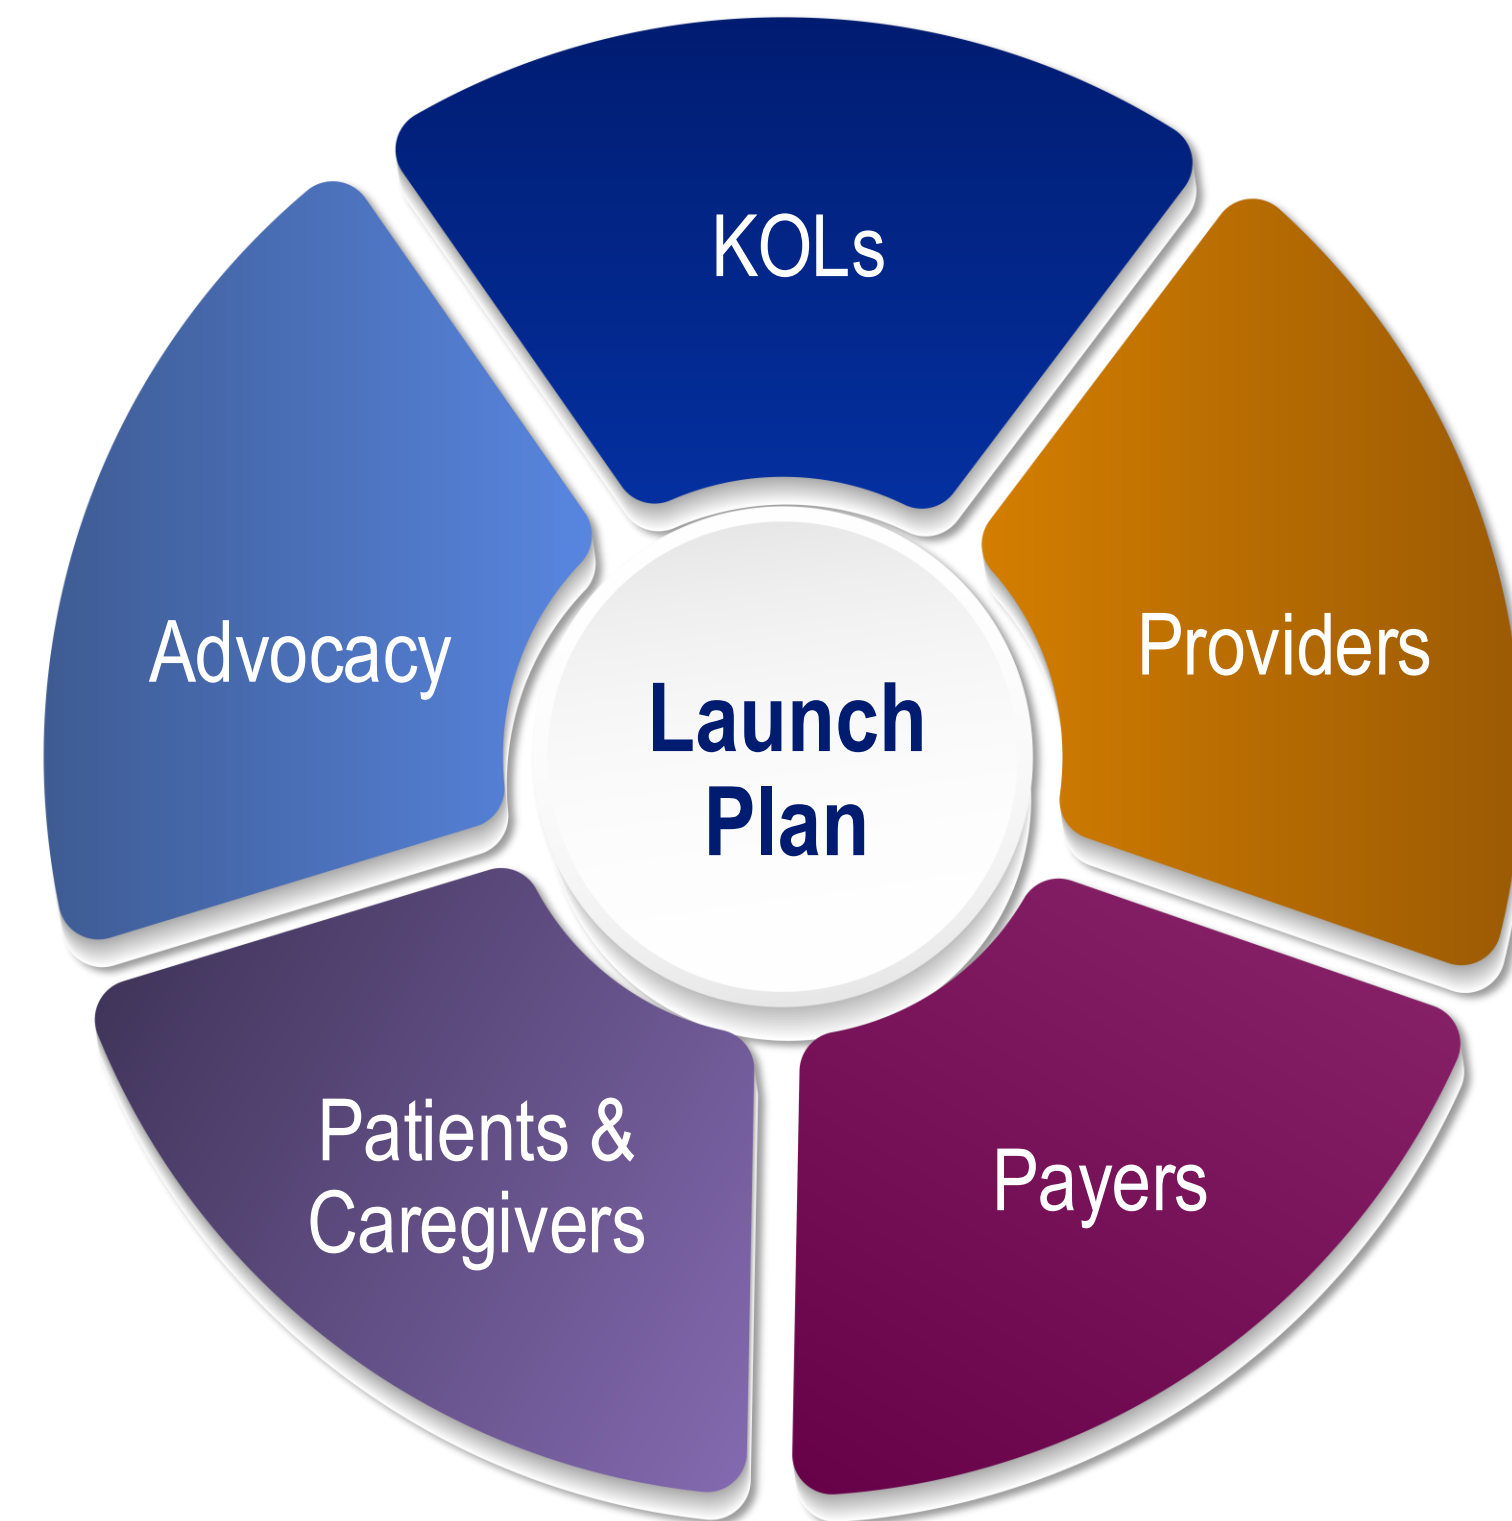 KOLs
Providers
Advocacy
Launch
Plan
Patients &
Caregivers
Payers